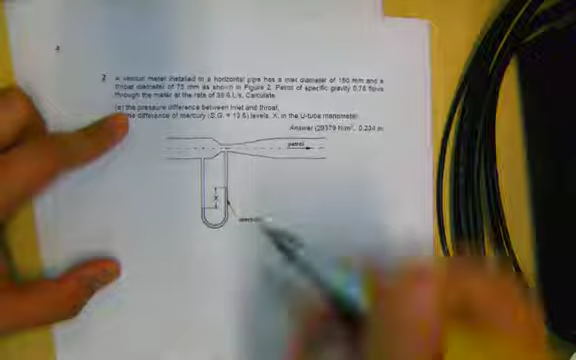 2 A venturi meter installed in a horizontal pipe has a inlet diameter of 150 mm and a
throat diameter of 75 mm as shown in Figure 2. Petrol of specific gravity 0.78 flows
through the meter at the rate of L/s. Calculate
(a) the pressure difference between inlet and throat.
the difference of mercury (S.G. = 13.6) levels, X, in the U-tube manometer.
Answer (29379 N/m², 0.234 m
petrol
X